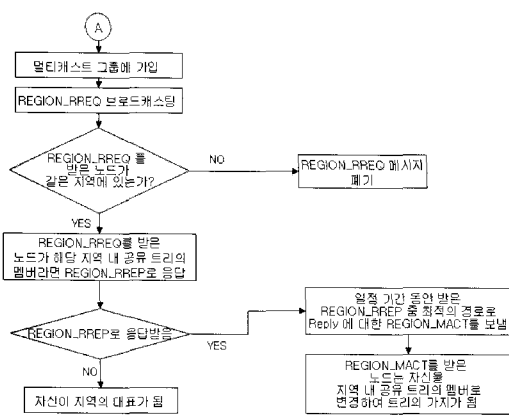 A
멀티캐스트 그룹에 가입
REGION_RREQ 브로드캐스팅
REGION_RREQ 를
받은 노드가
같은 지역에 있는가?
NO
REGION_RREQ 메시지
폐기
YES
REGION_RREQ를 받은
노드가 해당 지역 내 공유 트리의
멤버라면 REGION_RREP로 응답
REGION_RREP로 응답받음
YES
일정 기간 동안 받은
REGION_RREP 중 최적의 경로로
Reply 에 대한 REGION_MACT를 보냄
NO
REGION_MACT를 받은
노드는 자신을
지역 내 공유 트리의 멤버로
변경하여 트리의 가지가 됨
자신이 지역의 대표가 됨